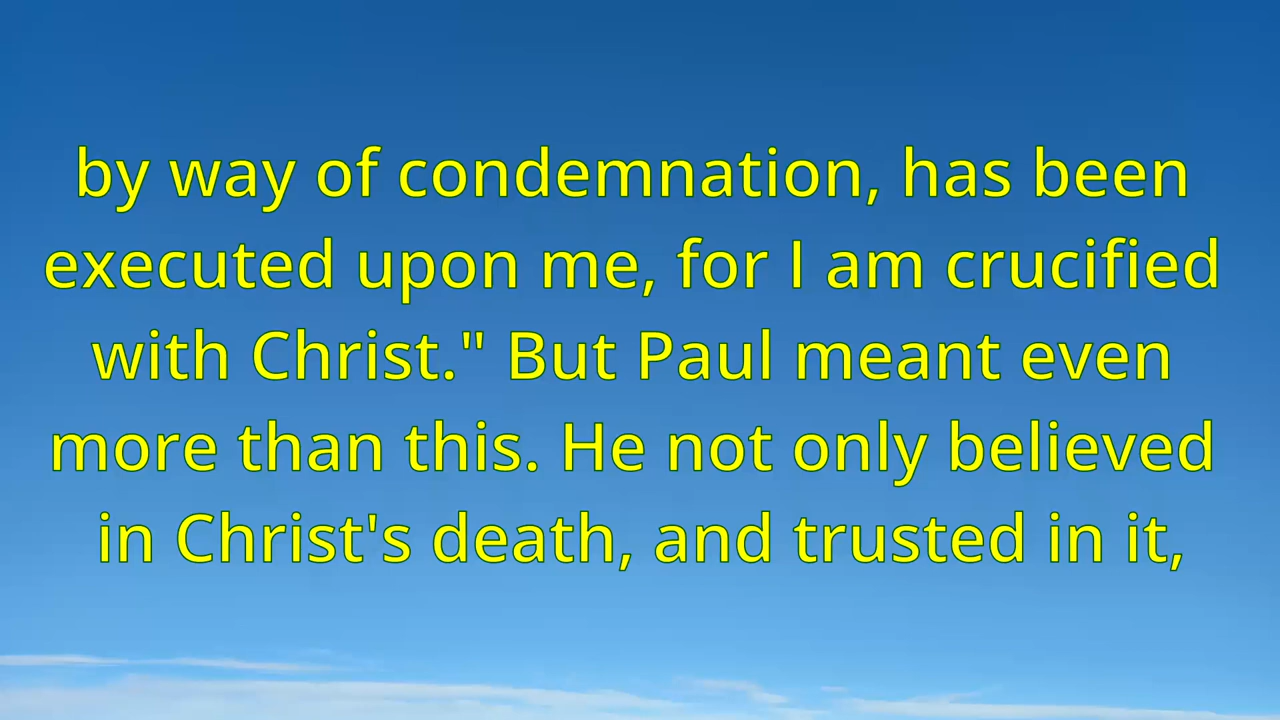 by way of condemnation, has been
executed upon me, for I am crucified
with Christ." But Paul meant even
more than this. He not only believed
in Christ's death, and trusted in it,